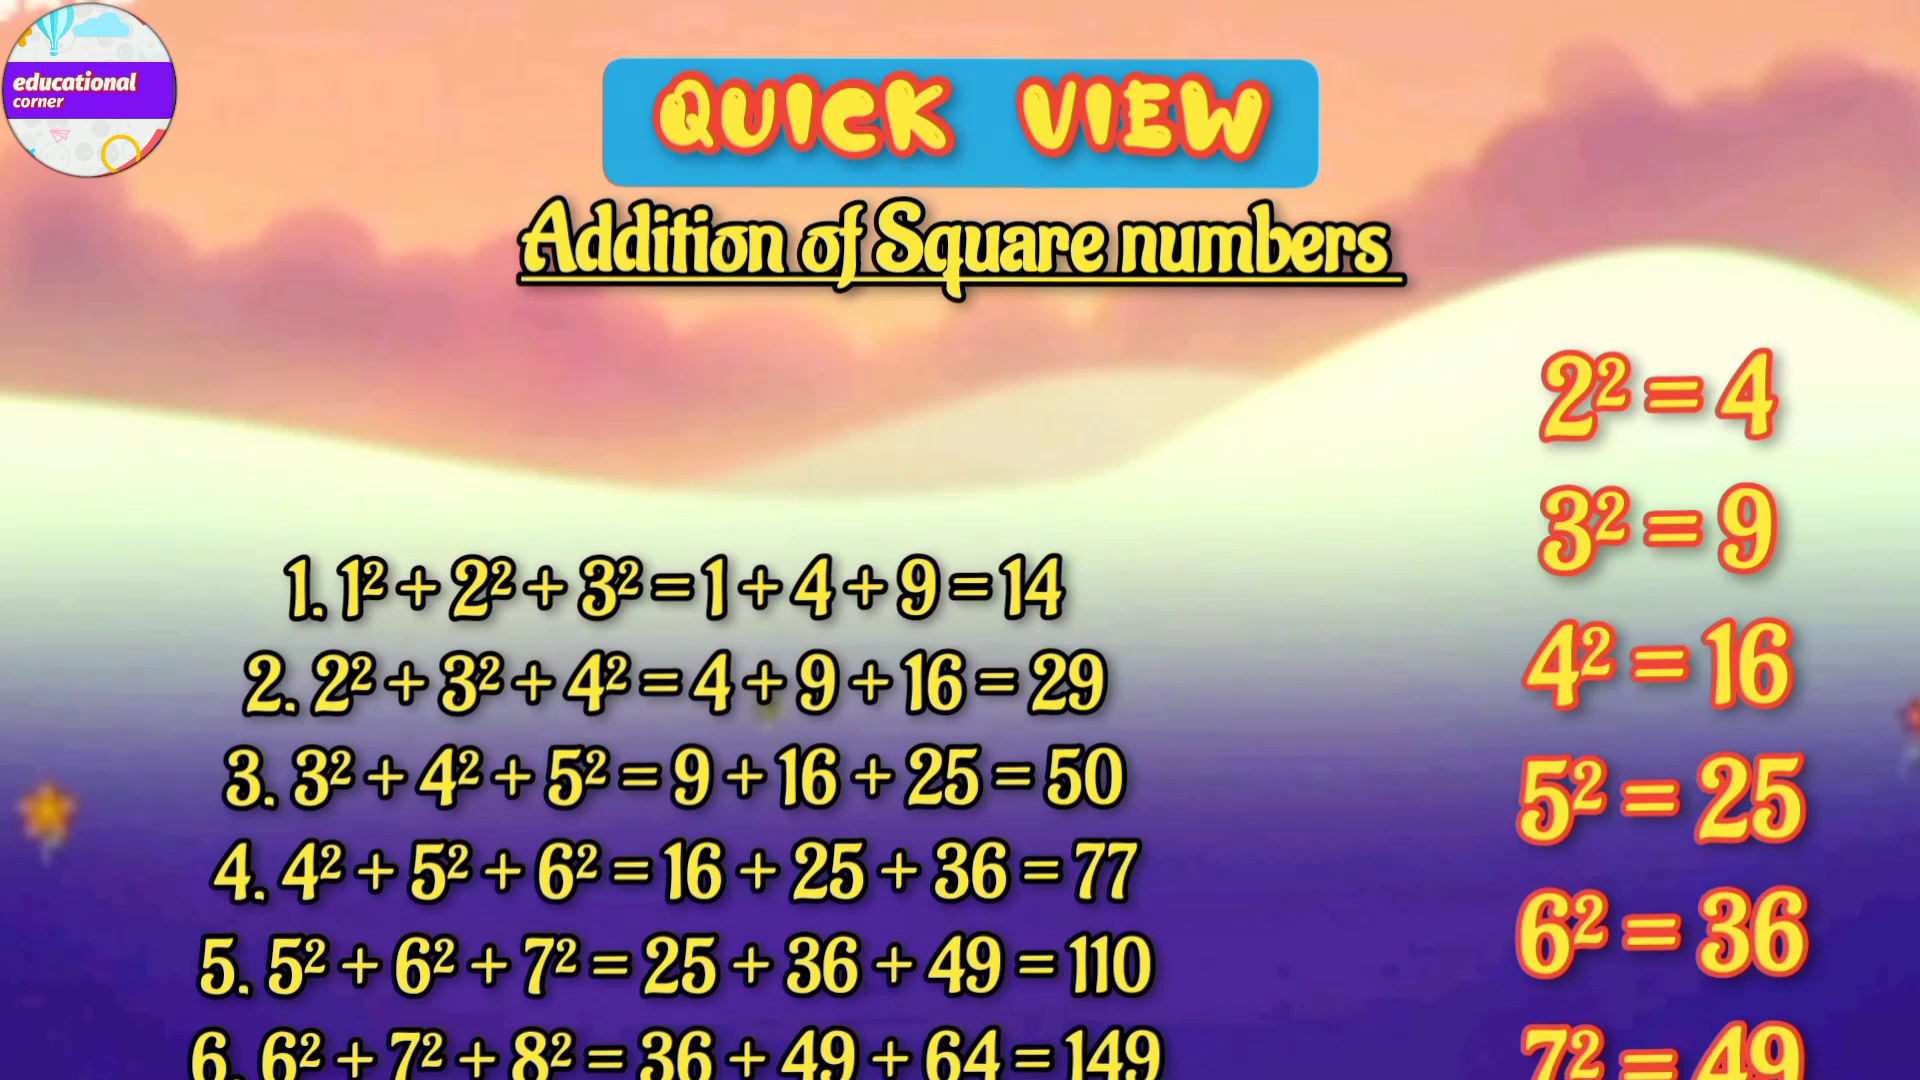 educational
corner
QUICK VIEW
Addition of Square numbers
1. 1² + 2² + 3² = 1 + 4 + 9 = 14
2. 2² + 3² + 4² = 4 + 9 + 16 = 29
3. 3² + 4² + 5² = 9 + 16 + 25 = 50
4. 4² + 5² + 6² = 16 + 25 + 36 = 77
5. 5² + 6² + 7² = 25 + 36 + 49 = 110
6. 6² + 7² + 8² = 36 + 49 + 64 = 149
2² = 4
3² = 9
4² = 16
5² = 25
6² = 36
7² = 49